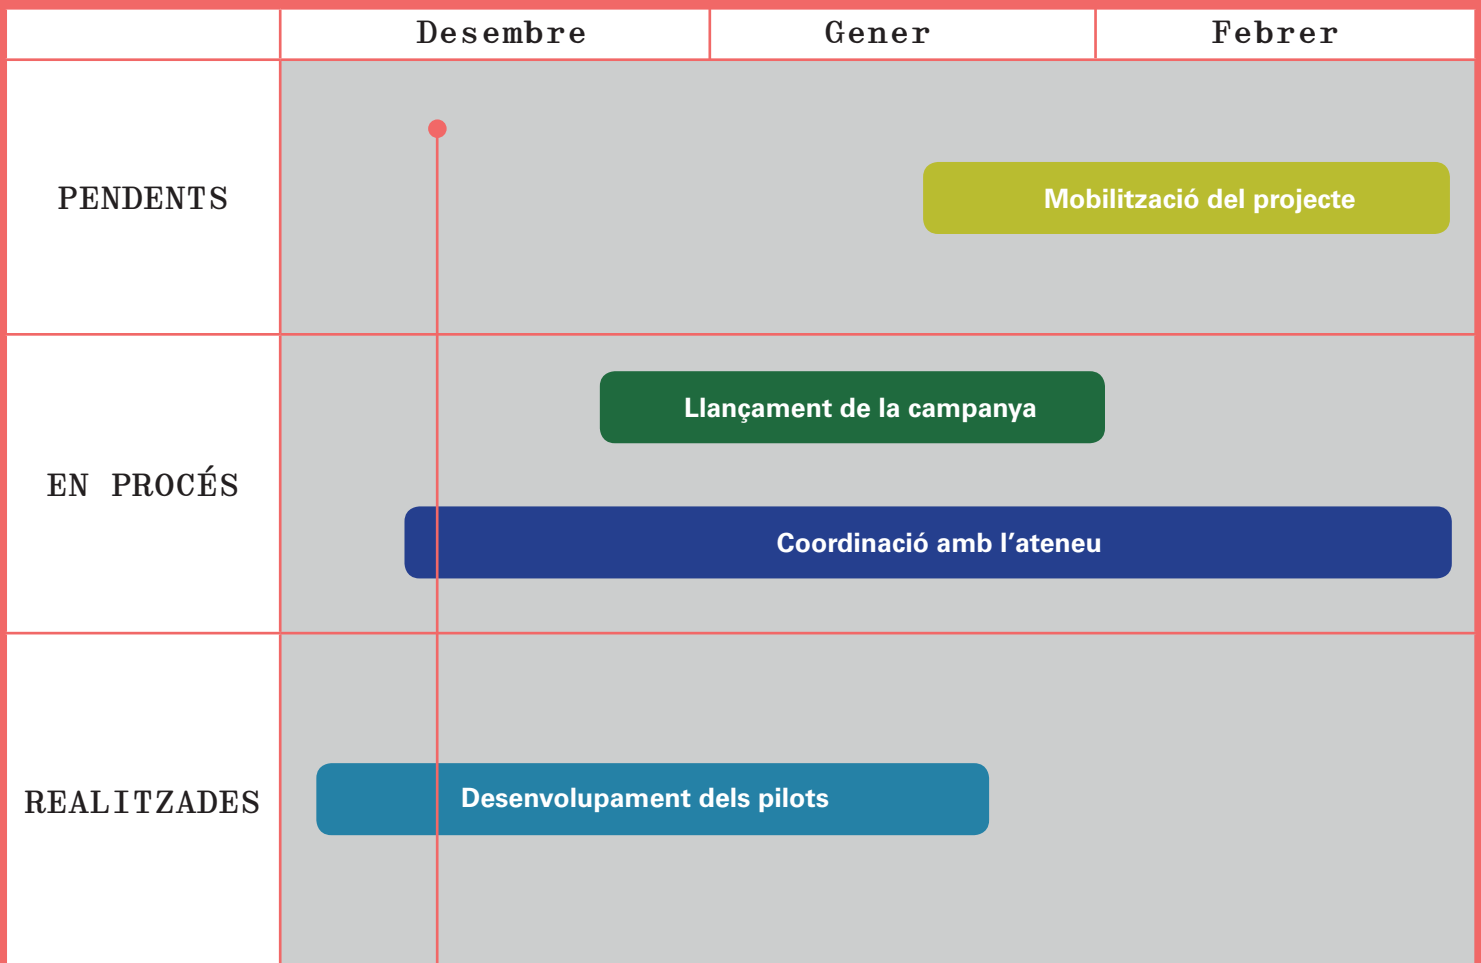 Desembre
Gener
Febrer
PENDENTS
Mobilització del projecte
EN PROCÉS
Llançament de la campanya
Coordinació amb l’ateneu
REALITZADES
Desenvolupament dels pilots